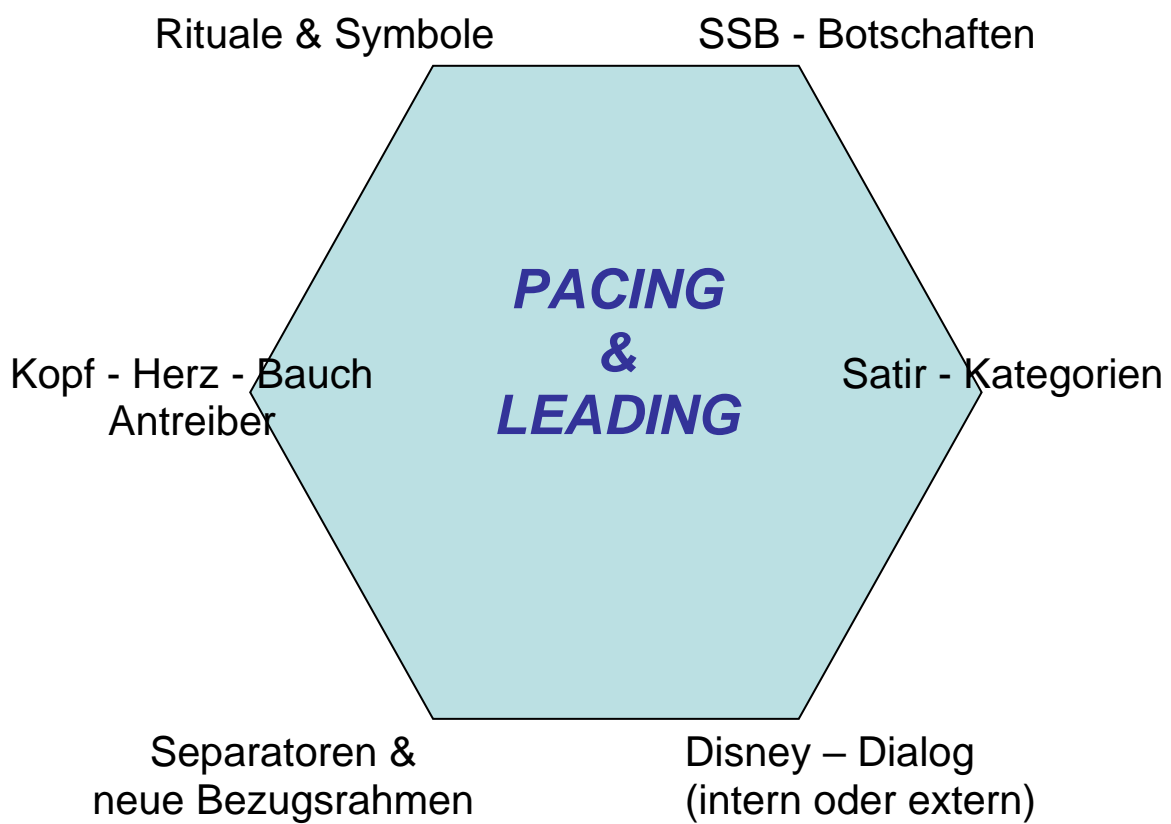 Rituale & Symbole
SSB - Botschaften
PACING
&
LEADING
Kopf - Herz - Bauch
Antreiber
Satir - Kategorien
Separatoren &
neue Bezugsrahmen
Disney – Dialog
(intern oder extern)